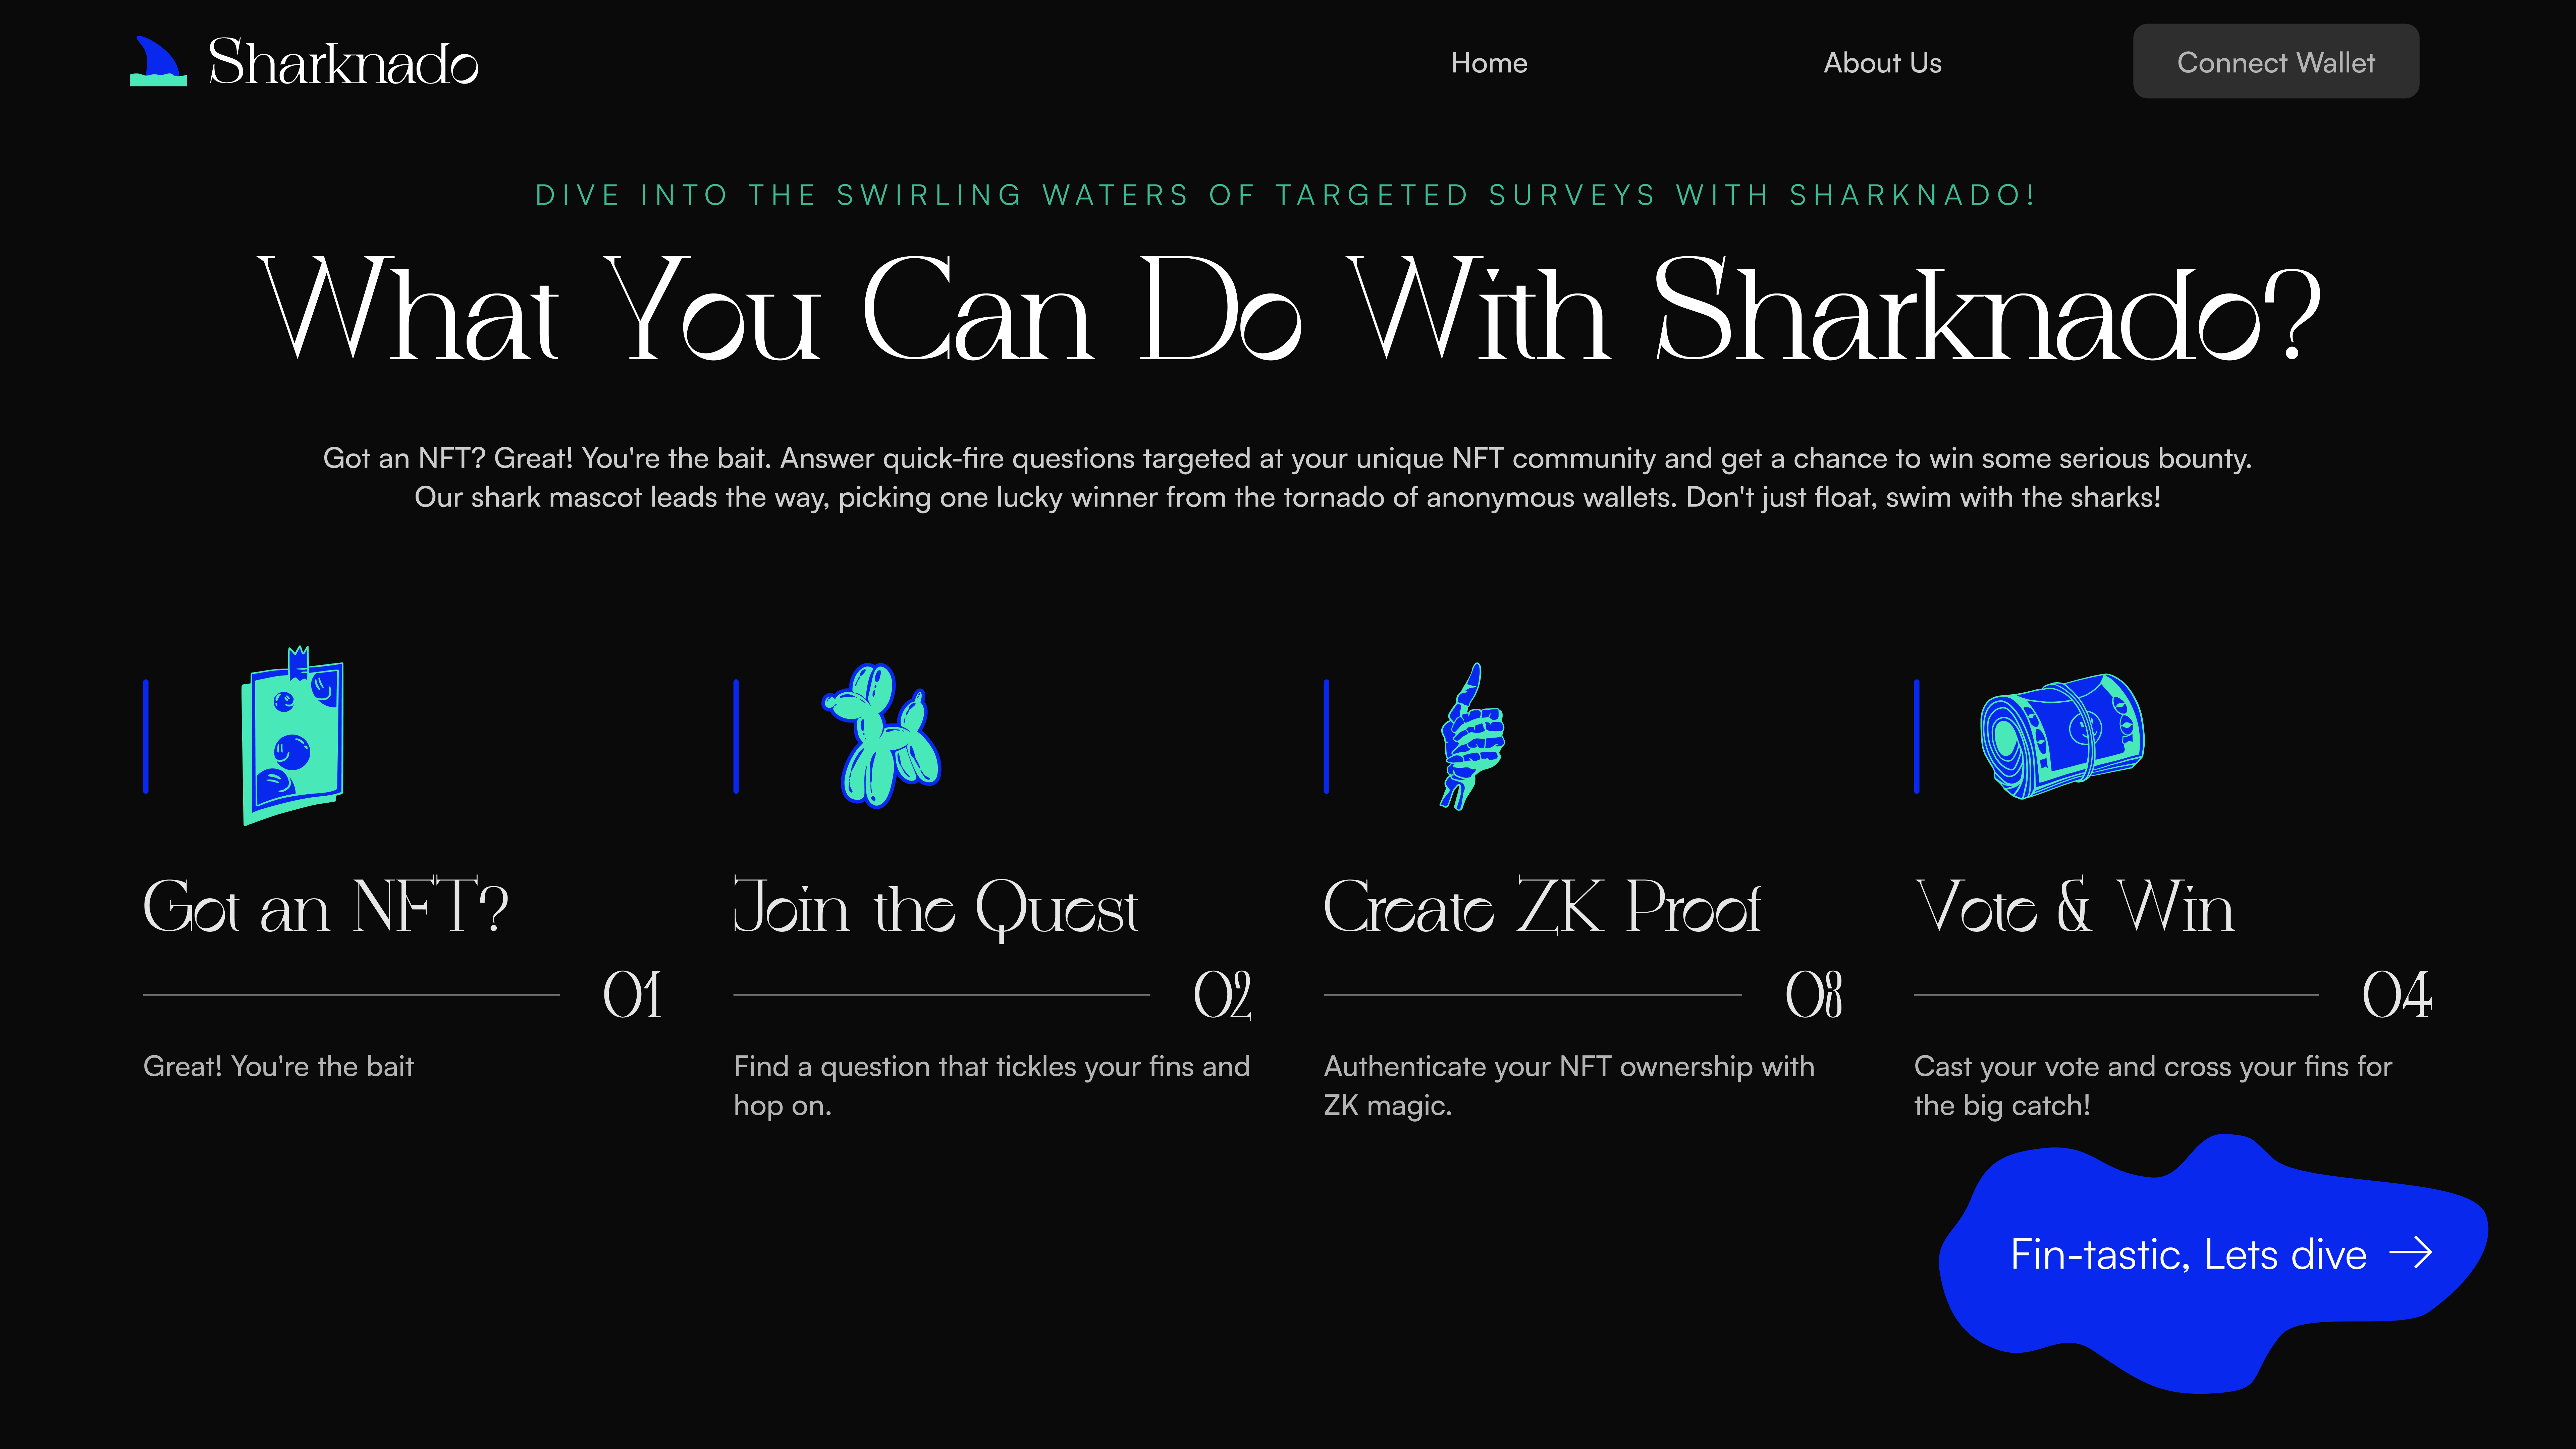 Sharknado
Home
About Us
Connect Wallet
DIVE INTO THE SWIRLING WATERS OF TARGETED SURVEYS WITH SHARKNADO!
What You Can Do With Sharknado?
Got an NFT? Great! You're the bait. Answer quick-fire questions targeted at your unique NFT community and get a chance to win some serious bounty.
Our shark mascot leads the way, picking one lucky winner from the tornado of anonymous wallets. Don't just float, swim with the sharks!
Got an NFT?
01
Great! You're the bait
Join the Quest
02
Find a question that tickles your fins and
hop on.
Create ZK Proof
03
Authenticate your NFT ownership with
ZK magic.
Vote & Win
04
Cast your vote and cross your fins for
the big catch!
Fin-tastic, Lets dive →